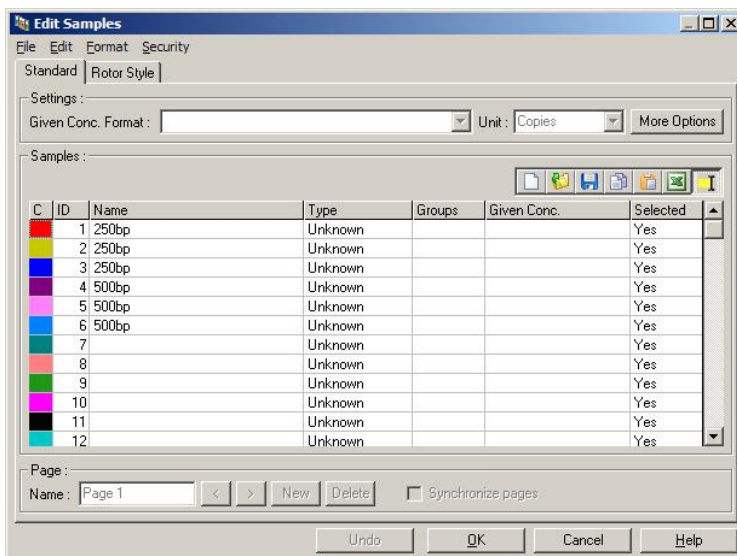 Edit Samples
File Edit Format Security
Standard Rotor Style
Settings :
Given Conc. Format : Unit : Copies More Options
Samples :
C ID Name Type Groups Given Conc. Selected
1 250bp Unknown Yes
2 250bp Unknown Yes
3 250bp Unknown Yes
4 500bp Unknown Yes
5 500bp Unknown Yes
6 500bp Unknown Yes
7 Unknown Yes
8 Unknown Yes
9 Unknown Yes
10 Unknown Yes
11 Unknown Yes
12 Unknown Yes
Page :
Name : Page 1 < > New Delete Synchronize pages
Undo OK Cancel Help